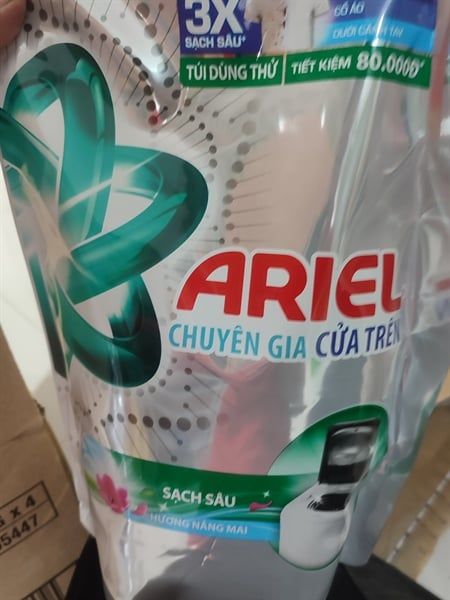 3X
SẠCH SÂU*
CỔ ÁO
DƯỚI CÁNH TAY
TÚI DÙNG THỬ
TIẾT KIỆM 80.000Đ*
ARIEL
CHUYÊN GIA CỬA TRÊN
SẠCH SÂU
HƯƠNG NẮNG MAI
X 4
5447